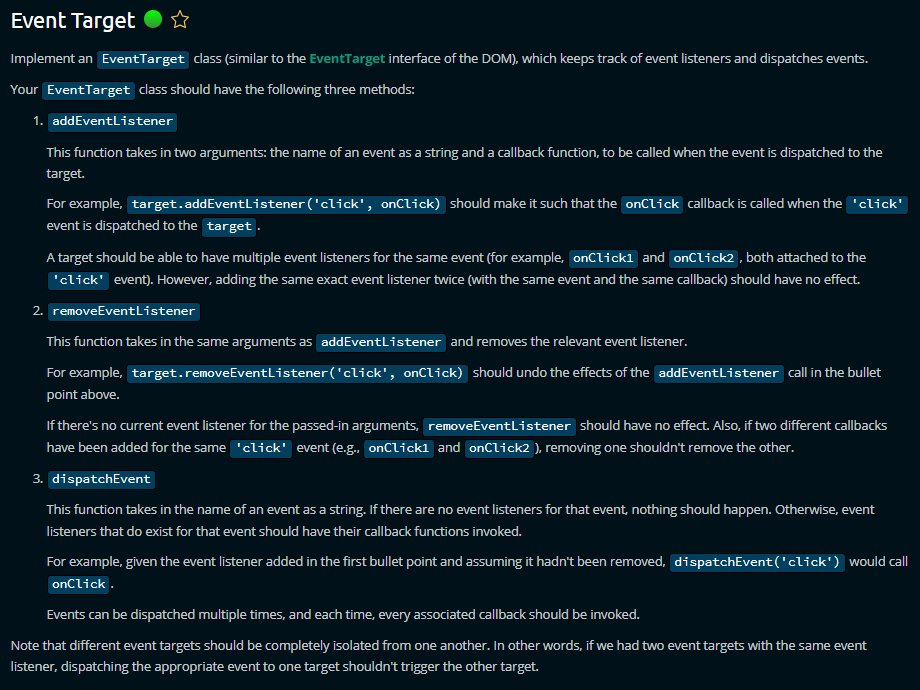 Event Target
Implement an EventTarget class (similar to the EventTarget interface of the DOM), which keeps track of event listeners and dispatches events.
Your EventTarget class should have the following three methods:
1. addEventListener
This function takes in two arguments: the name of an event as a string and a callback function, to be called when the event is dispatched to the
target.
For example, target.addEventListener('click', onClick) should make it such that the onClick callback is called when the 'click'
event is dispatched to the target.
A target should be able to have multiple event listeners for the same event (for example, onClick1 and onClick2, both attached to the
'click' event). However, adding the same exact event listener twice (with the same event and the same callback) should have no effect.
2. removeEventListener
This function takes in the same arguments as addEventListener and removes the relevant event listener.
For example, target.removeEventListener('click', onClick) should undo the effects of the addEventListener call in the bullet
point above.
If there's no current event listener for the passed-in arguments, removeEventListener should have no effect. Also, if two different callbacks
have been added for the same 'click' event (e.g., onClick1 and onClick2), removing one shouldn't remove the other.
3. dispatchEvent
This function takes in the name of an event as a string. If there are no event listeners for that event, nothing should happen. Otherwise, event
listeners that do exist for that event should have their callback functions invoked.
For example, given the event listener added in the first bullet point and assuming it hadn't been removed, dispatchEvent('click') would call
onClick.
Events can be dispatched multiple times, and each time, every associated callback should be invoked.
Note that different event targets should be completely isolated from one another. In other words, if we had two event targets with the same event
listener, dispatching the appropriate event to one target shouldn't trigger the other target.